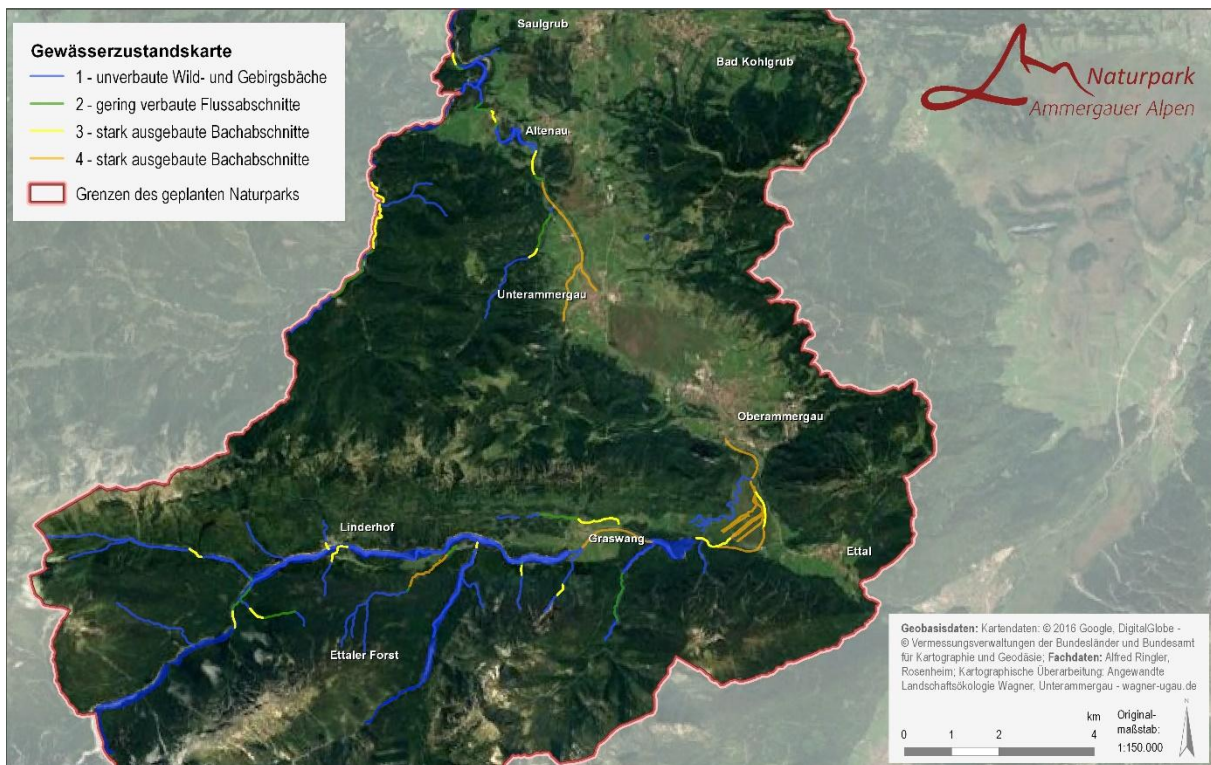 Gewässerzustandskarte
1 - unverbaute Wild- und Gebirgsbäche
2 - gering verbaute Flussabschnitte
3 - stark ausgebaute Bachabschnitte
4 - stark ausgebaute Bachabschnitte
Grenzen des geplanten Naturparks
Naturpark
Ammergauer Alpen
Saulgrub
Bad Kohlgrub
Altenau
Unterammergau
Oberammergau
Linderhof
Graswang
Ettal
Ettaler Forst
Geobasisdaten: Kartendaten: © 2016 Google, DigitalGlobe -
© Vermessungsverwaltungen der Bundesländer und Bundesamt
für Kartographie und Geodäsie; Fachdaten: Alfred Ringler,
Rosenheim; Kartographische Überarbeitung: Angewandte
Landschaftsökologie Wagner, Unterammergau - wagner-ugau.de
km
0 1 2 4
Original-
maßstab:
1:150.000
N